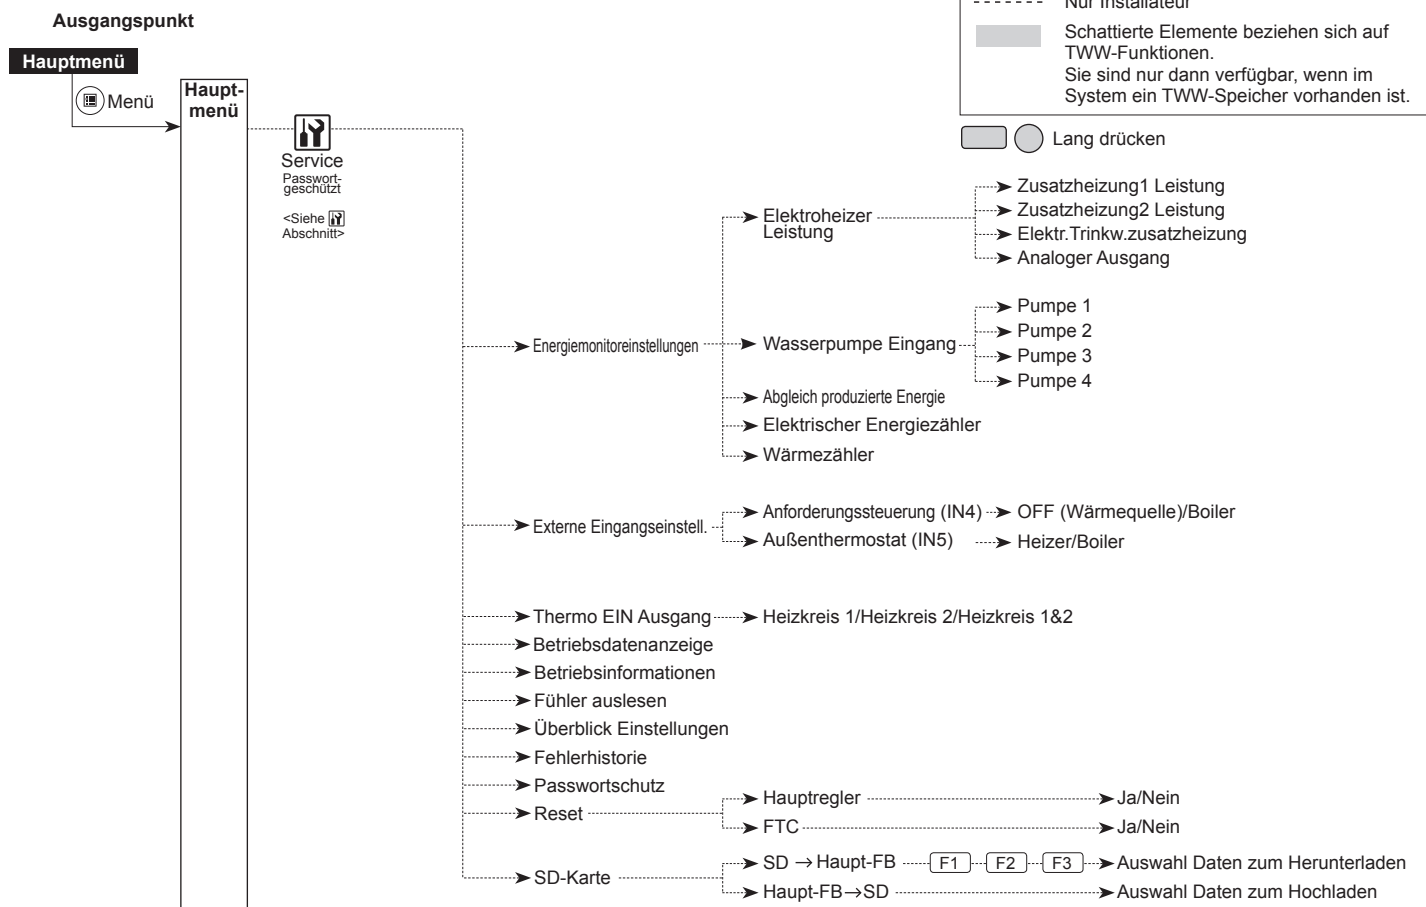 Nur Installateur
Ausgangspunkt
Schattierte Elemente beziehen sich auf
TWW-Funktionen.
Sie sind nur dann verfügbar, wenn im
System ein TWW-Speicher vorhanden ist.
Hauptmenü
Menü
Haupt-
menü
Lang drücken
Service
Passwort-
geschützt
<Siehe
Abschnitt>
Elektroheizer
Leistung
Zusatzheizung1 Leistung
Zusatzheizung2 Leistung
Elektr.Trinkw.zusatzheizung
Analoger Ausgang
Energiemonitoreinstellungen
Wasserpumpe Eingang
Pumpe 1
Pumpe 2
Pumpe 3
Pumpe 4
Abgleich produzierte Energie
Elektrischer Energiezähler
Wärmezähler
Externe Eingangseinstell.
Anforderungssteuerung (IN4)
OFF (Wärmequelle)/Boiler
Außenthermostat (IN5)
Heizer/Boiler
Thermo EIN Ausgang
Heizkreis 1/Heizkreis 2/Heizkreis 1&2
Betriebsdatenanzeige
Betriebsinformationen
Fühler auslesen
Überblick Einstellungen
Fehlerhistorie
Passwortschutz
Reset
Hauptregler
Ja/Nein
FTC
Ja/Nein
SD-Karte
SD → Haupt-FB
F1
F2
F3
Auswahl Daten zum Herunterladen
Haupt-FB→SD
Auswahl Daten zum Hochladen